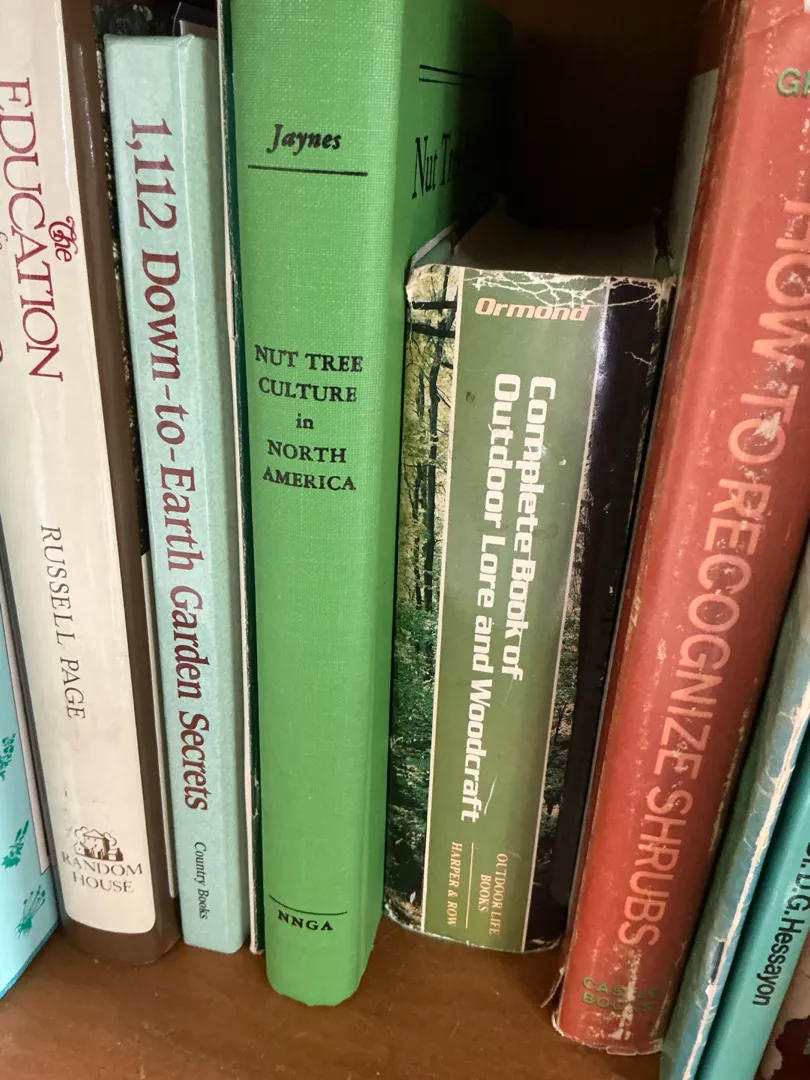 The
EDUCATION
RUSSELL PAGE
RANDOM
HOUSE
1,112 Down-to-Earth Garden Secrets
Country Books
Jaynes
NUT TREE
CULTURE
in
NORTH
AMERICA
NNGA
Nut
Ormond
Complete Book of
Outdoor Lore and Woodcraft
OUTDOOR LIFE
BOOKS
HARPER & ROW
HOW TO RECOGNIZE SHRUBS
BOOKS
D.G. Hessayon